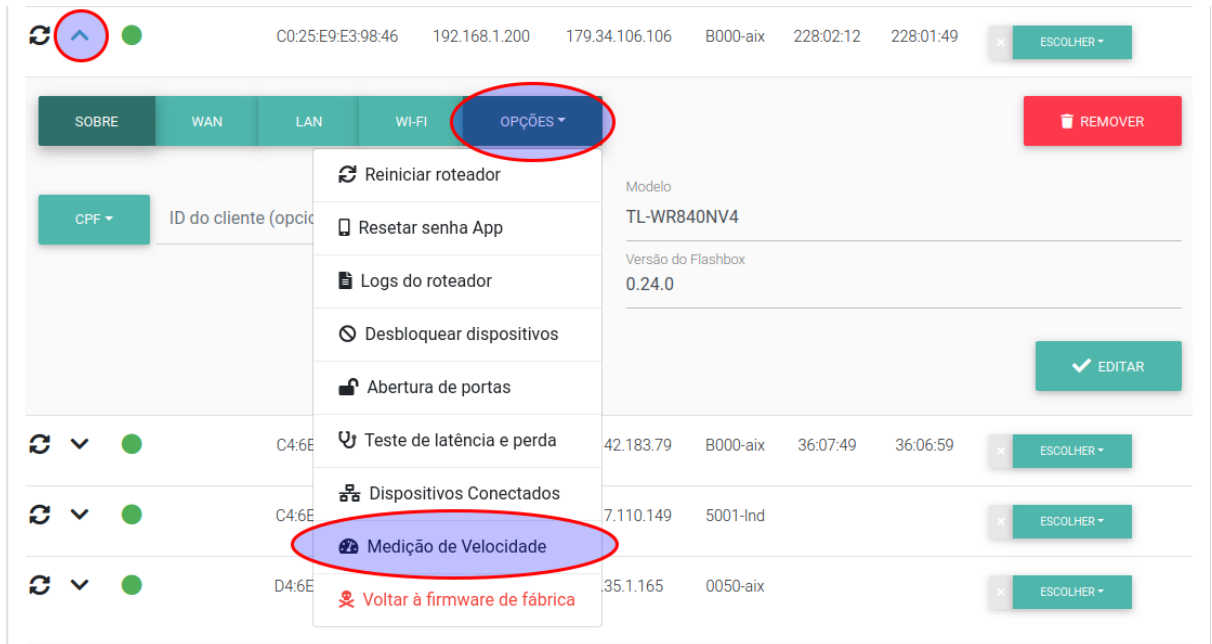 C0:25:E9:E3:98:46 192.168.1.200 179.34.106.106 B000-aix 228:02:12 228:01:49 × ESCOLHER
SOBRE WAN LAN WI-FI OPÇÕES REMOVER
Reiniciar roteador
Resetar senha App
Logs do roteador
Desbloquear dispositivos
Abertura de portas
Teste de latência e perda
Dispositivos Conectados
Medição de Velocidade
Voltar à firmware de fábrica
CPF ID do cliente (opcio
Modelo
TL-WR840NV4
Versão do Flashbox
0.24.0
EDITAR
C4:6E 42.183.79 B000-aix 36:07:49 36:06:59 × ESCOLHER
C4:6E 7.110.149 5001-Ind × ESCOLHER
D4:6E .35.1.165 0050-aix × ESCOLHER